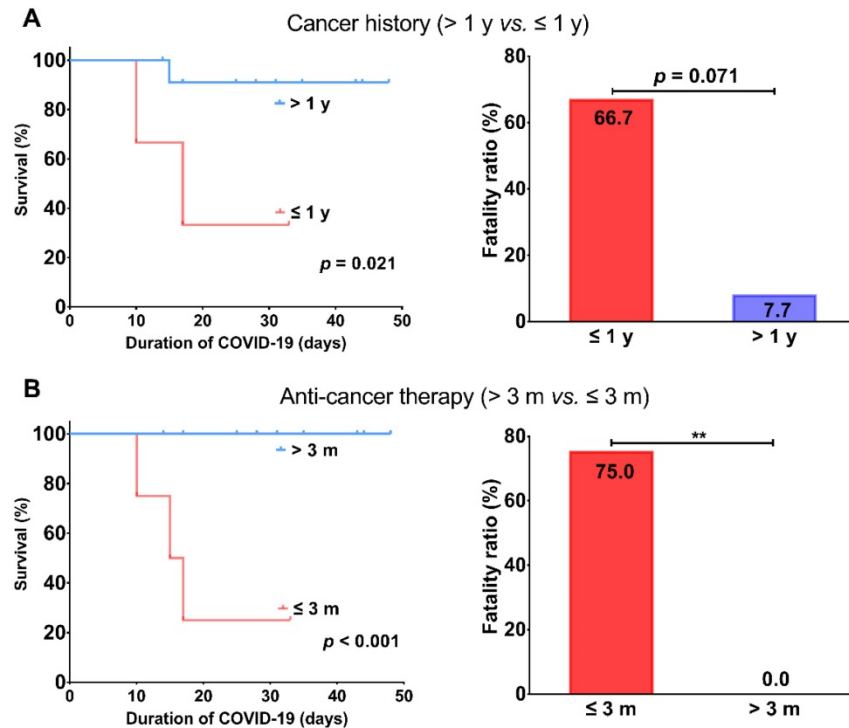 A
Cancer history (> 1 y vs. ≤ 1 y)
Survival (%)
100
80
60
40
20
0
> 1 y
≤ 1 y
p = 0.021
0 10 20 30 40 50
Duration of COVID-19 (days)
Fatality ratio (%)
80
60
40
20
0
p = 0.071
66.7
7.7
≤ 1 y > 1 y
B
Anti-cancer therapy (> 3 m vs. ≤ 3 m)
Survival (%)
100
80
60
40
20
0
> 3 m
≤ 3 m
p < 0.001
0 10 20 30 40 50
Duration of COVID-19 (days)
Fatality ratio (%)
80
60
40
20
0
**
75.0
0.0
≤ 3 m > 3 m